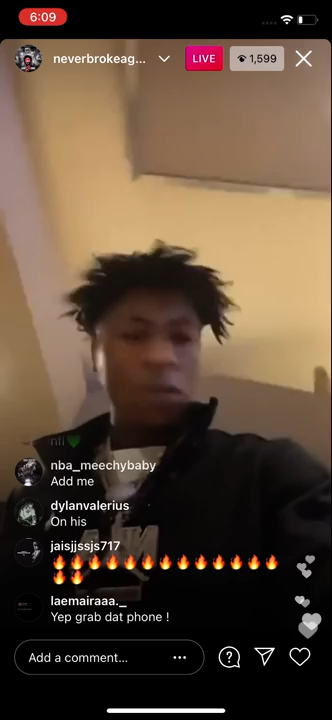 6:09
neverbrokeag...
LIVE
1,599
nba_meechybaby
Add me
dylanvalerius
On his
jaisjjssjs717
🔥🔥🔥🔥🔥🔥🔥🔥🔥🔥🔥🔥🔥
🔥🔥
laemairaaa._
Yep grab dat phone !
Add a comment...